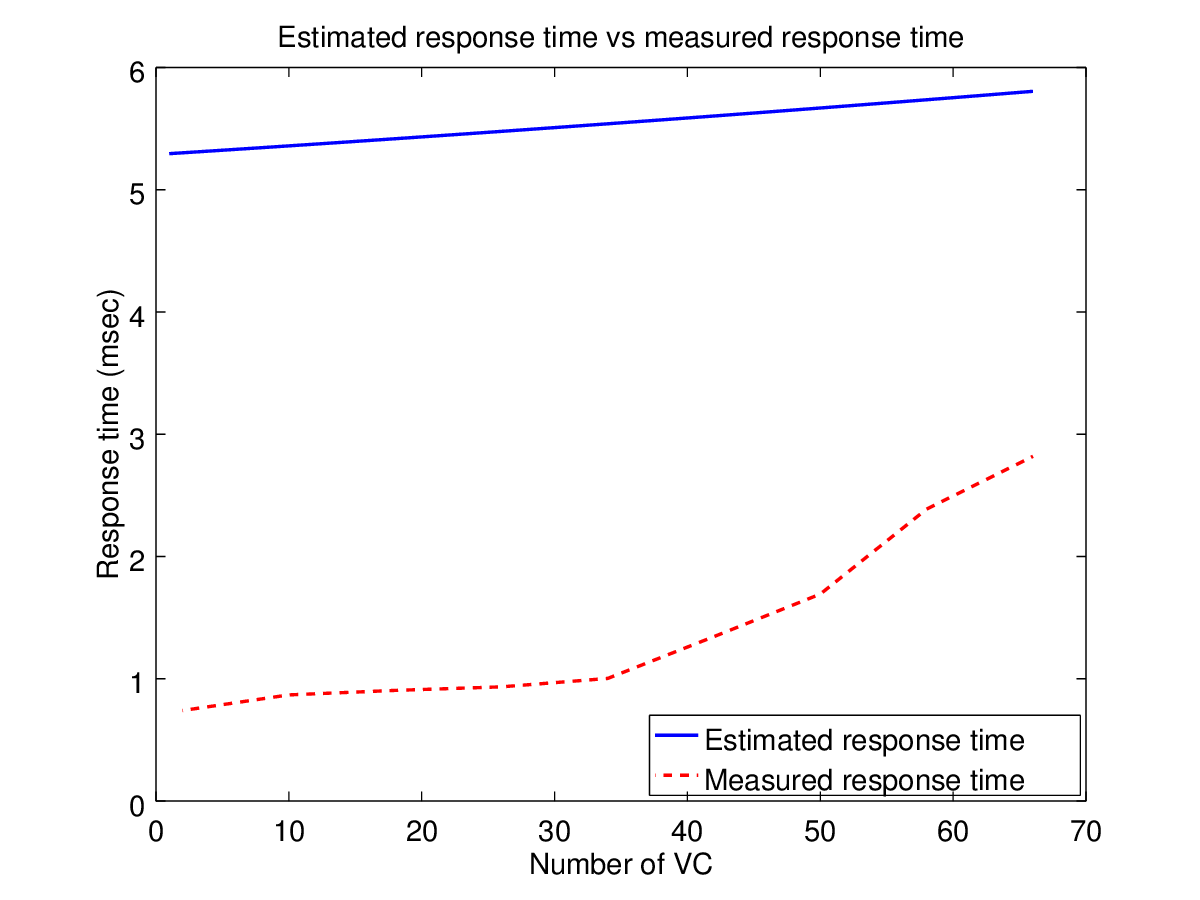 Estimated response time vs measured response time
6
5
4
3
2
1
0
Response time (msec)
0 10 20 30 40 50 60 70
Number of VC
Estimated response time
Measured response time